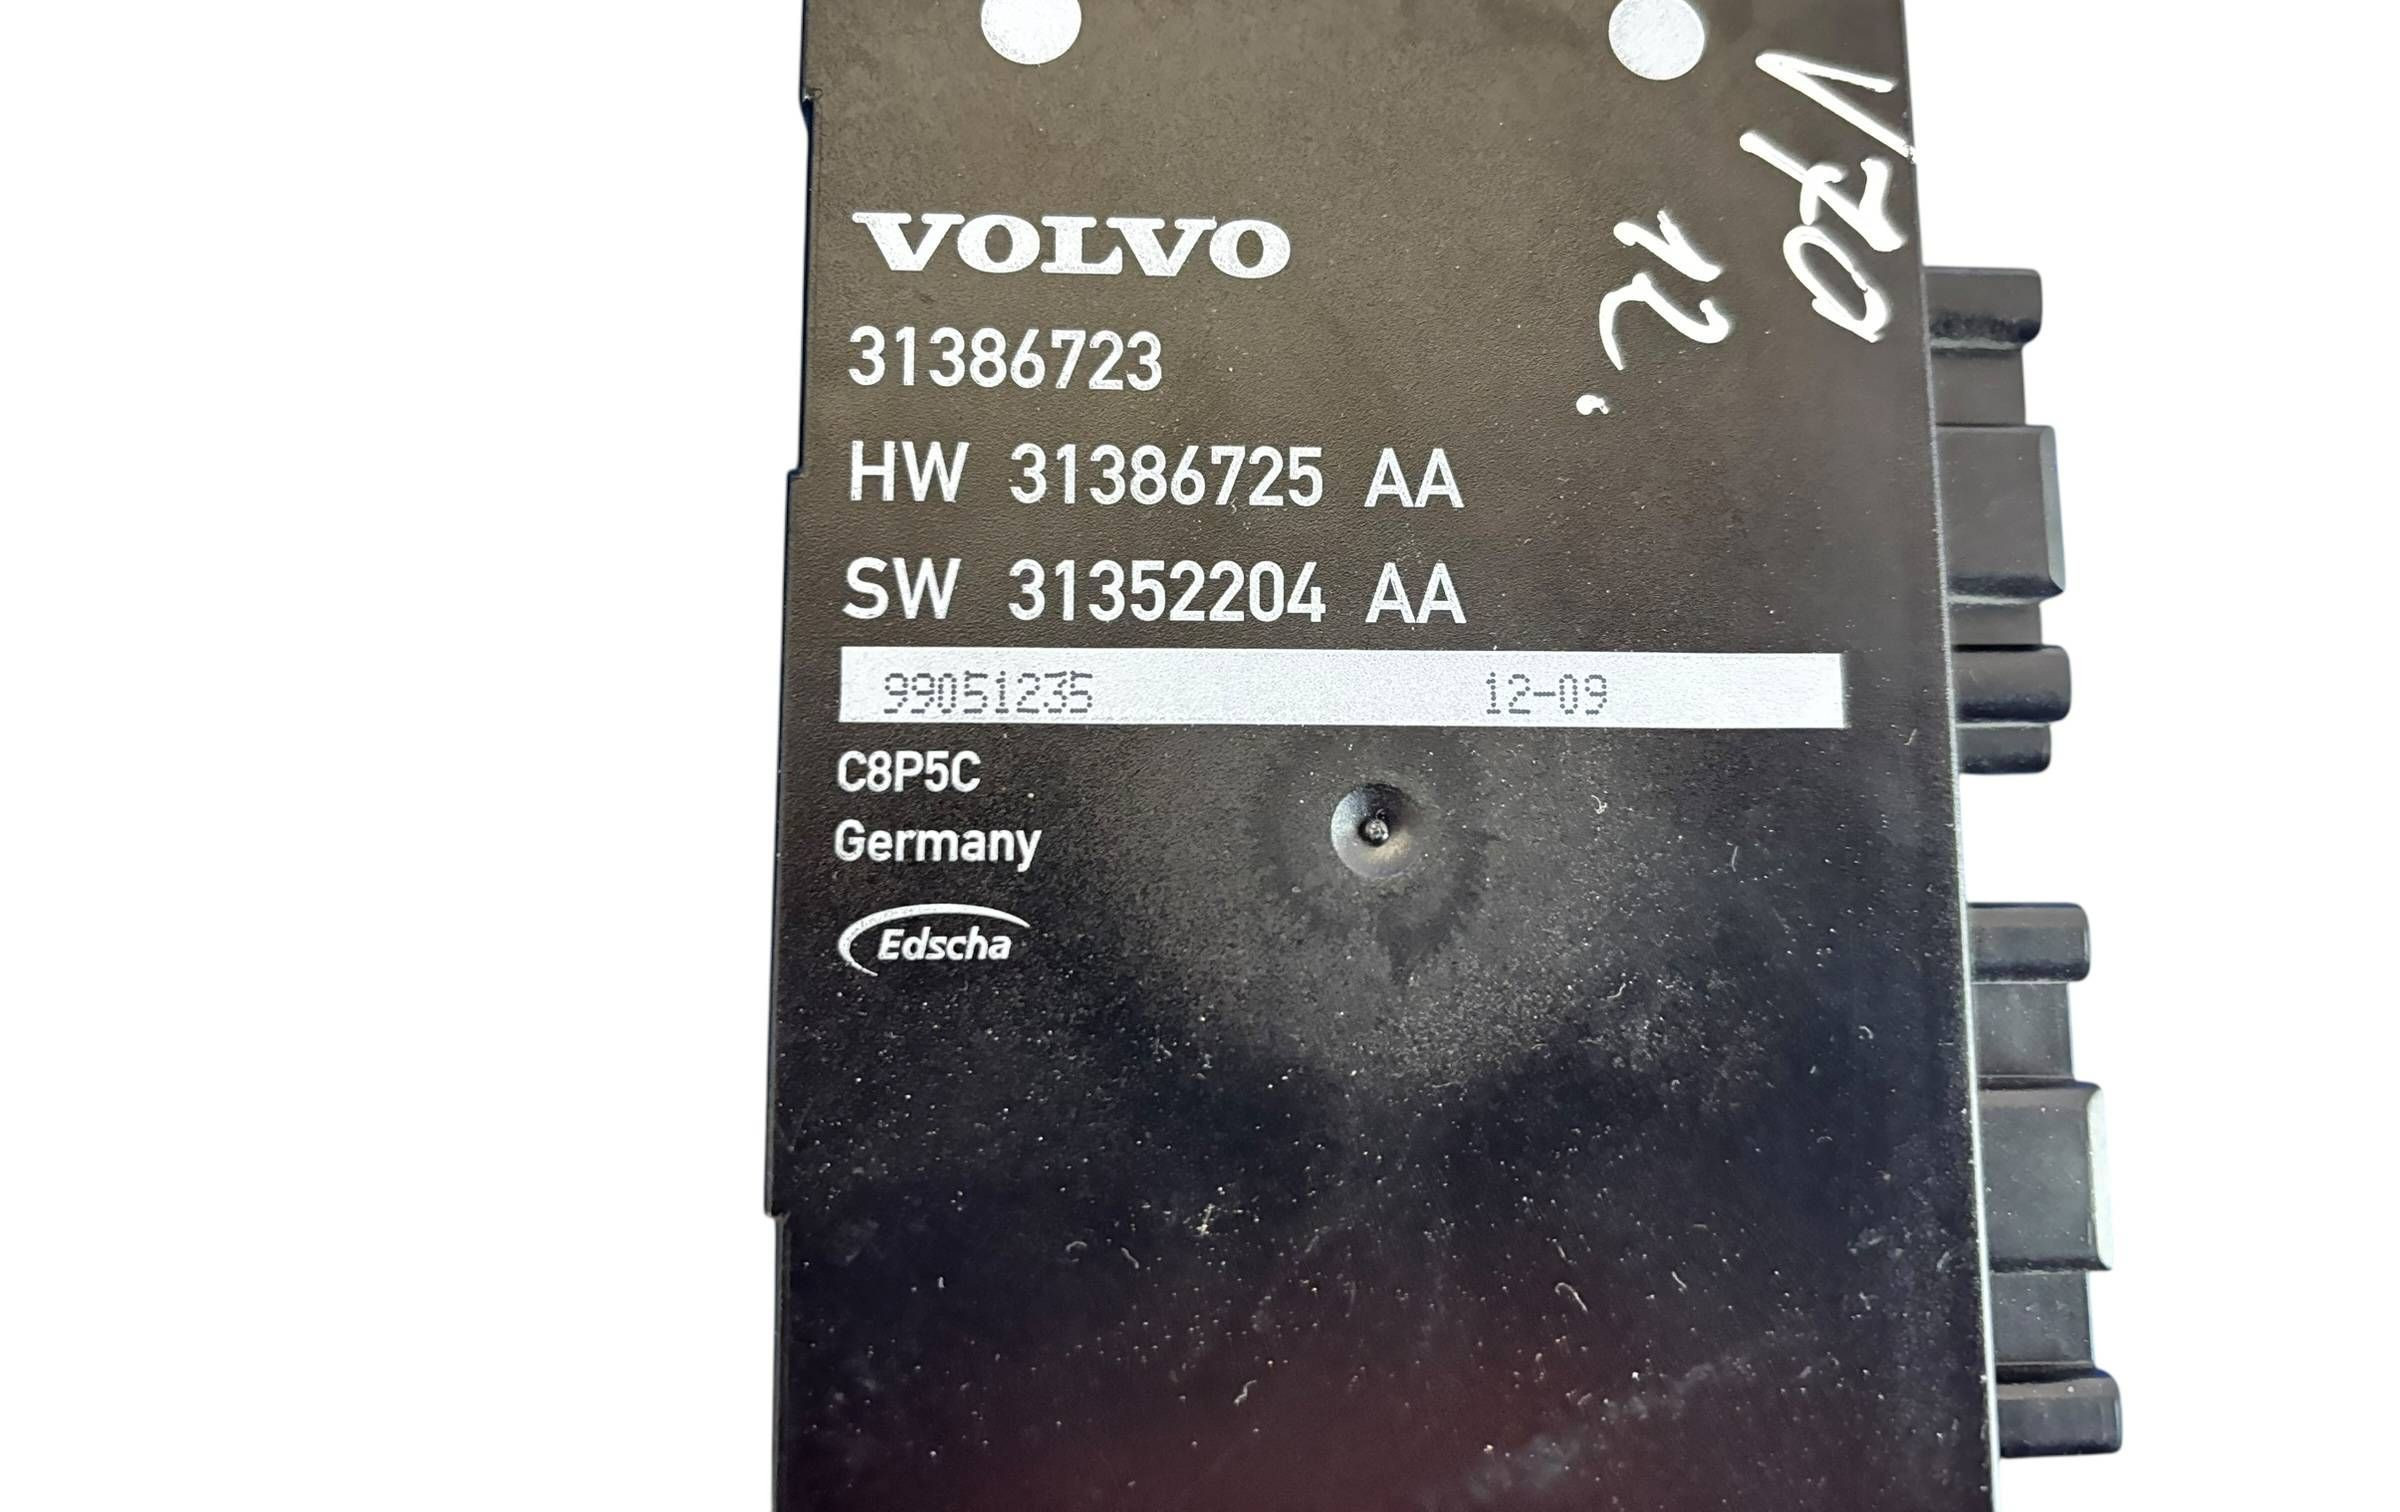 VOLVO
31386723
HW 31386725 AA
SW 31352204 AA
99051235 12-09
C8P5C
Germany
Edscha
V70
12.